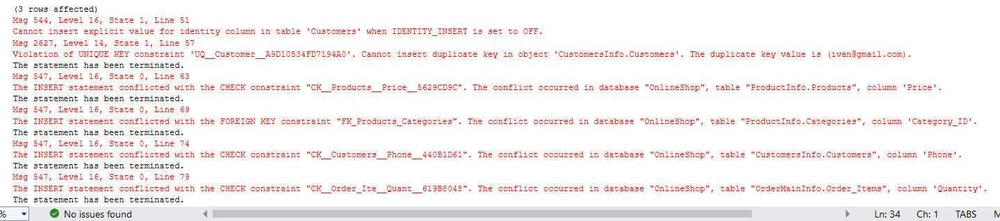 (3 rows affected)
Msg 544, Level 16, State 1, Line 51
Cannot insert explicit value for identity column in table 'Customers' when IDENTITY_INSERT is set to OFF.
Msg 2627, Level 14, State 1, Line 57
Violation of UNIQUE KEY constraint 'UQ__Customer__A9D10534FD7194A0'. Cannot insert duplicate key in object 'CustomersInfo.Customers'. The duplicate key value is (ivan@gmail.com).
The statement has been terminated.
Msg 547, Level 16, State 0, Line 63
The INSERT statement conflicted with the CHECK constraint "CK__Products__Price__5629CD9C". The conflict occurred in database "OnlineShop", table "ProductInfo.Products", column 'Price'.
The statement has been terminated.
Msg 547, Level 16, State 0, Line 69
The INSERT statement conflicted with the FOREIGN KEY constraint "FK_Products_Categories". The conflict occurred in database "OnlineShop", table "ProductInfo.Categories", column 'Category_ID'.
The statement has been terminated.
Msg 547, Level 16, State 0, Line 74
The INSERT statement conflicted with the CHECK constraint "CK__Customers__Phone__440B1D61". The conflict occurred in database "OnlineShop", table "CustomersInfo.Customers", column 'Phone'.
The statement has been terminated.
Msg 547, Level 16, State 0, Line 79
The INSERT statement conflicted with the CHECK constraint "CK__Order_Ite__Quant__619B8048". The conflict occurred in database "OnlineShop", table "OrderMainInfo.Order_Items", column 'Quantity'.
The statement has been terminated.
% No issues found Ln: 34 Ch: 1 TABS